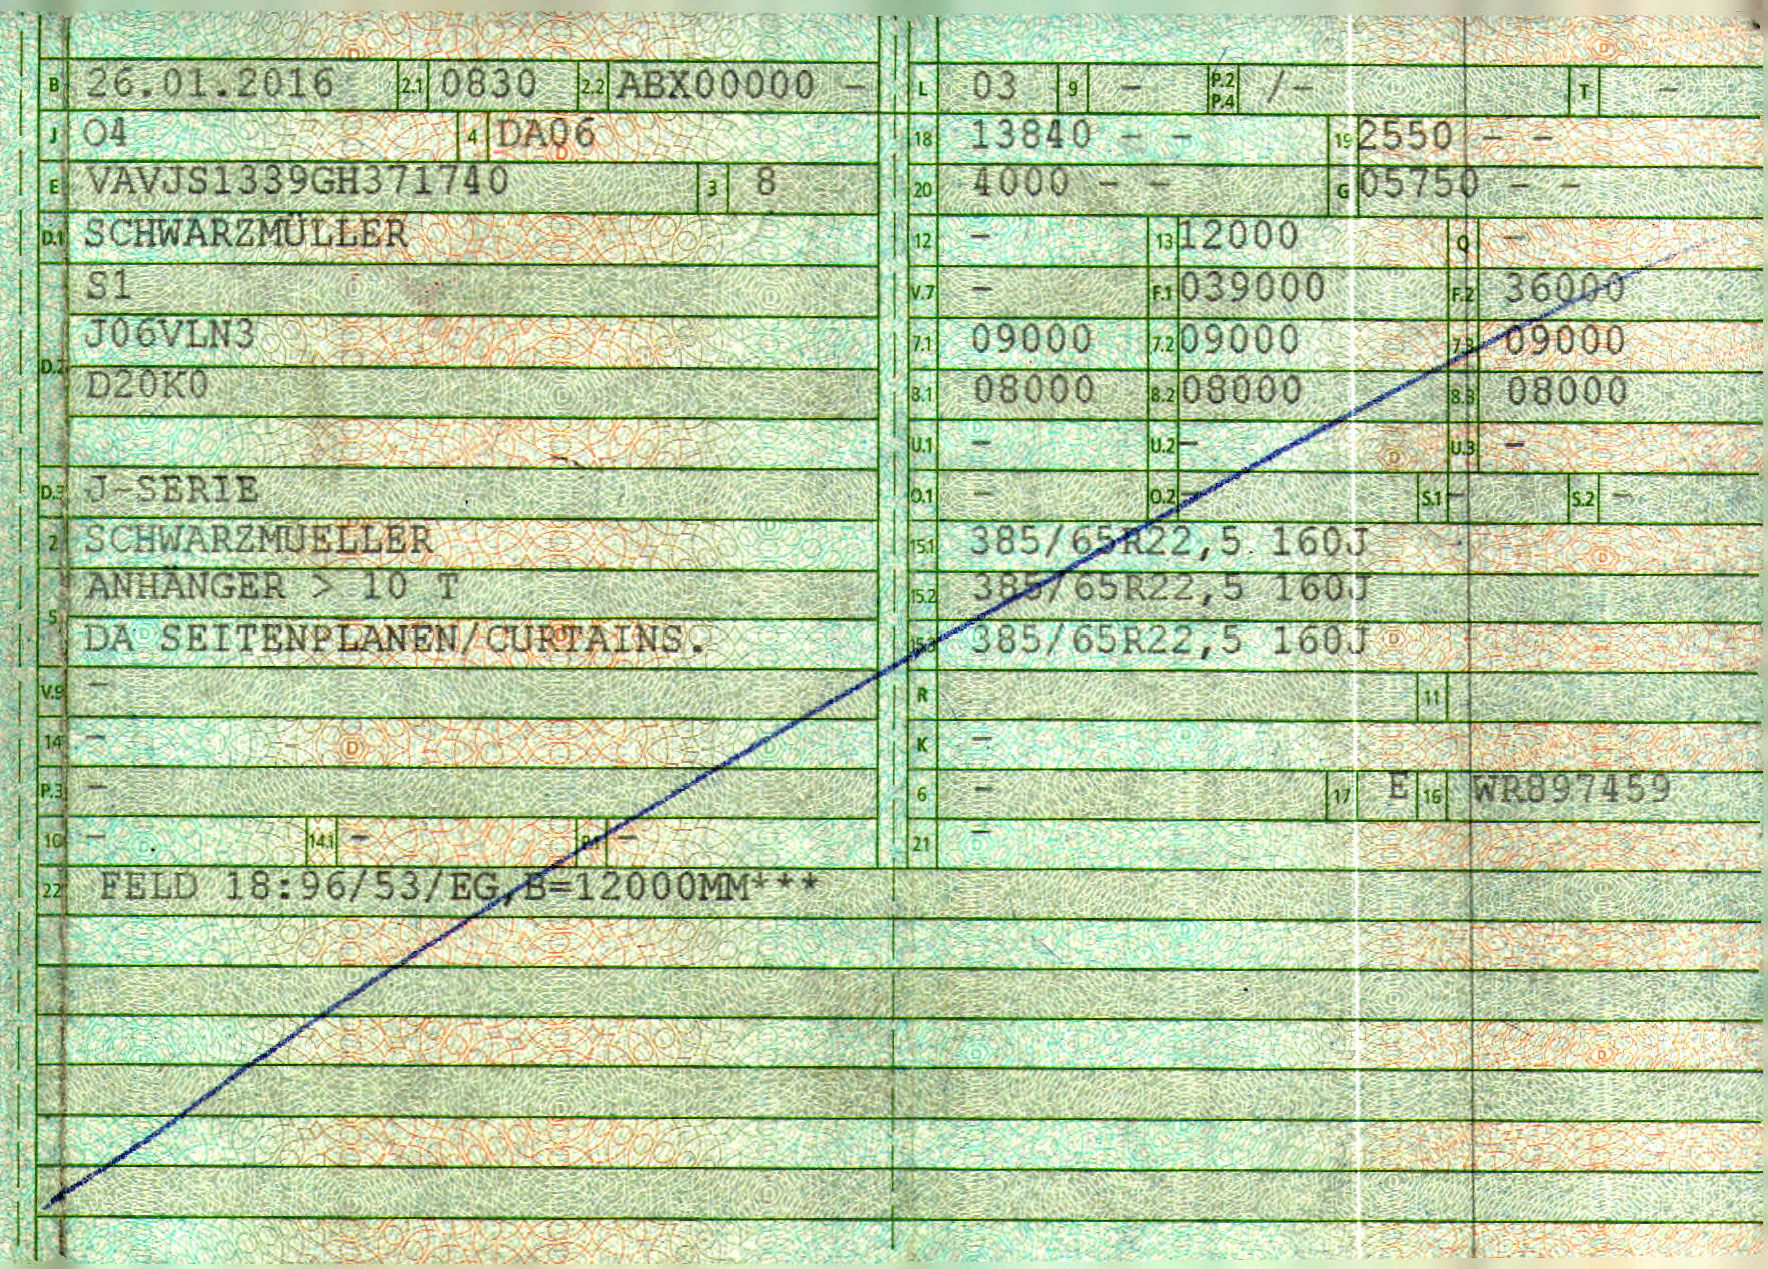 B 26.01.2016 2.1 0830 2.2 ABX00000 -
J O4 4 DA06
E VAVJS1339GH371740 3 8
D.1 SCHWARZMÜLLER
S1
J06VLN3
D.2
D20K0
D.3 J-SERIE
2 SCHWARZMUELLER
ANHÄNGER > 10 T
5
DA SEITENPLANEN/CURTAINS.
V.9 -
14 -
P.3 -
10 - 14.1 - P.1 -
L 03 9 - P.2 P.4 /- T -
18 13840 - - 19 2550 - -
20 4000 - - G 05750 - -
12 - 13 12000 Q -
V.7 - F.1 039000 F.2 36000
7.1 09000 7.2 09000 7.3 09000
8.1 08000 8.2 08000 8.3 08000
U.1 - U.2 - U.3 -
O.1 - O.2 - S.1 - S.2 -
15.1 385/65R22,5 160J
15.2 385/65R22,5 160J
385/65R22,5 160J
R - 11
K -
6 - 17 E 16 WR897459
21 -
22 FELD 18:96/53/EG,B=12000MM***